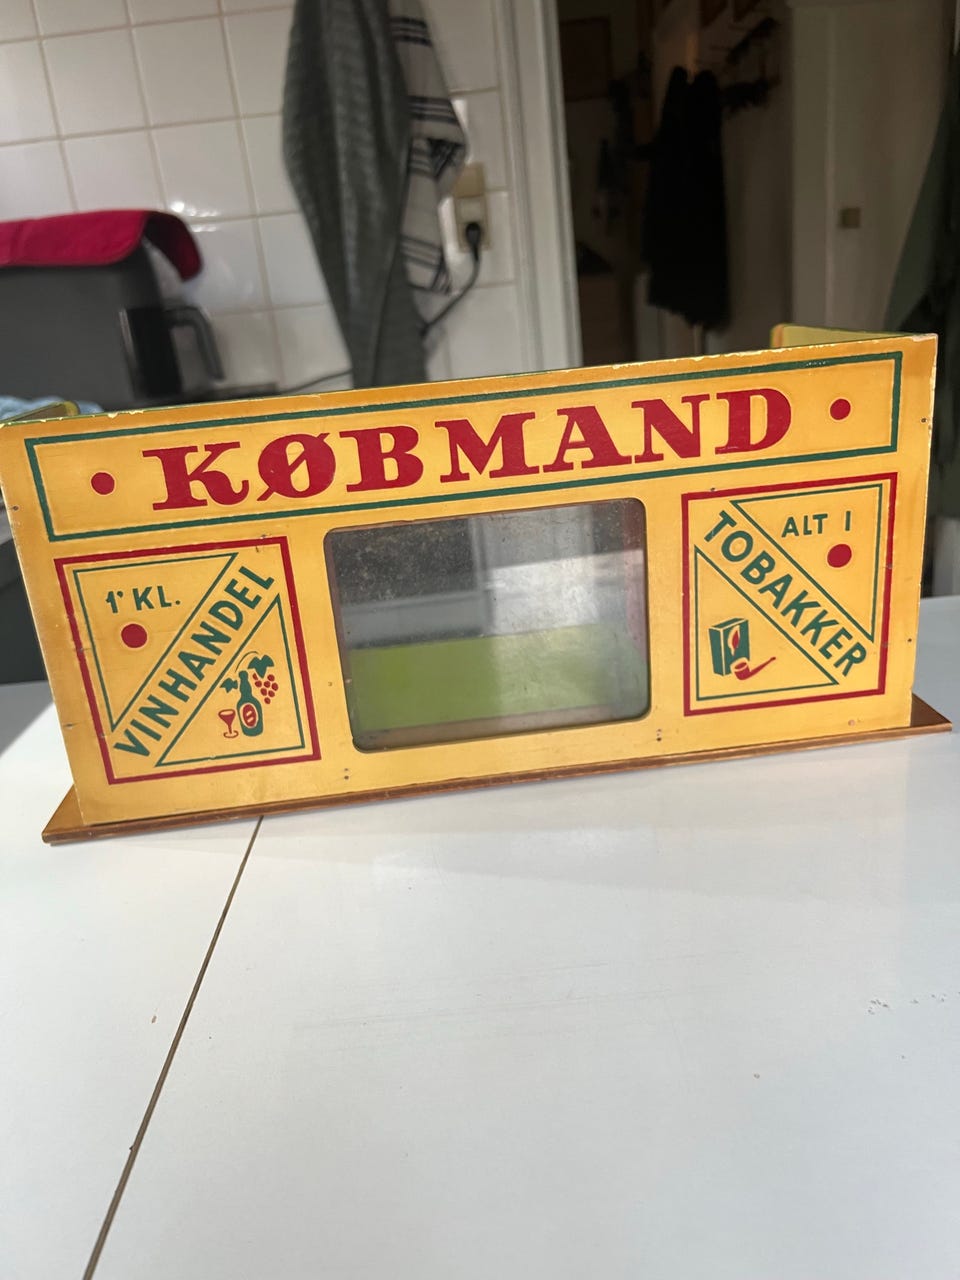 KØBMAND
1' KL.
VINHANDEL
ALT I
TOBAKKER